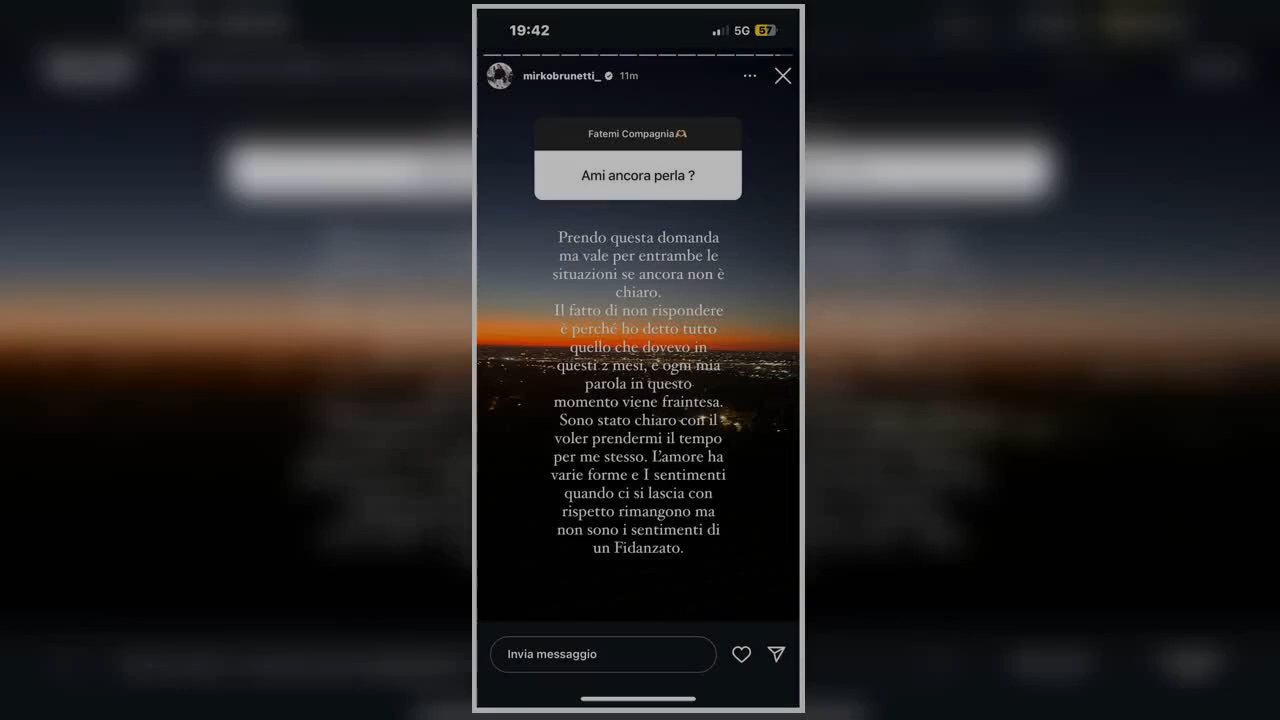 19:42
5G
57
mirkobrunetti_ 11m
Fatemi Compagnia🫶🏼
Ami ancora perla ?
Prendo questa domanda
ma vale per entrambe le
situazioni se ancora non è
chiaro.
Il fatto di non rispondere
è perché ho detto tutto
quello che dovevo in
questi 2 mesi, e ogni mia
parola in questo
momento viene fraintesa.
Sono stato chiaro con il
voler prendermi il tempo
per me stesso. L'amore ha
varie forme e I sentimenti
quando ci si lascia con
rispetto rimangono ma
non sono i sentimenti di
un Fidanzato.
Invia messaggio